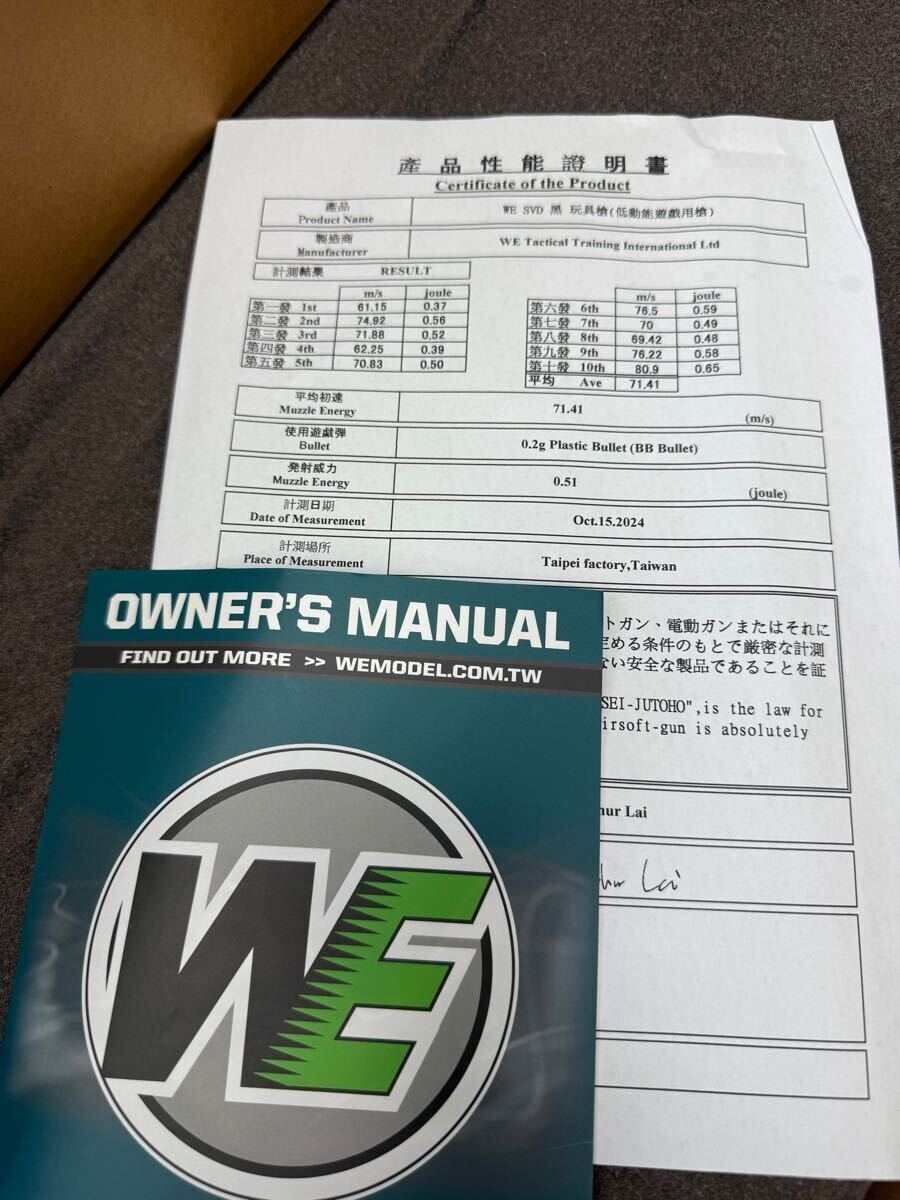 產品性能證明書
Certificate of the Product
產品 Product Name
WE SVD 黑 玩具槍(低動能遊戲用槍)
製造商 Manufacturer
WE Tactical Training International Ltd
計測結果 RESULT
m/s joule
第一發 1st 61.15 0.37
第二發 2nd 74.92 0.56
第三發 3rd 71.88 0.52
第四發 4th 62.25 0.39
第五發 5th 70.83 0.50
m/s joule
第六發 6th 76.5 0.59
第七發 7th 70 0.49
第八發 8th 69.42 0.48
第九發 9th 76.22 0.58
第十發 10th 80.9 0.65
平均 Ave 71.41
平均初速
Muzzle Energy
71.41 (m/s)
使用遊戲弾
Bullet
0.2g Plastic Bullet (BB Bullet)
発射威力
Muzzle Energy
0.51 (joule)
計測日期
Date of Measurement
Oct.15.2024
計測場所
Place of Measurement
Taipei factory,Taiwan
トガン、電動ガンまたはそれに
定める条件のもとで厳密な計測
ない安全な製品であることを証
SEI-JUTOHO",is the law for
irsoft-gun is absolutely
hur Lai
hur Lai
OWNER'S MANUAL
FIND OUT MORE >> WEMODEL.COM.TW
WE